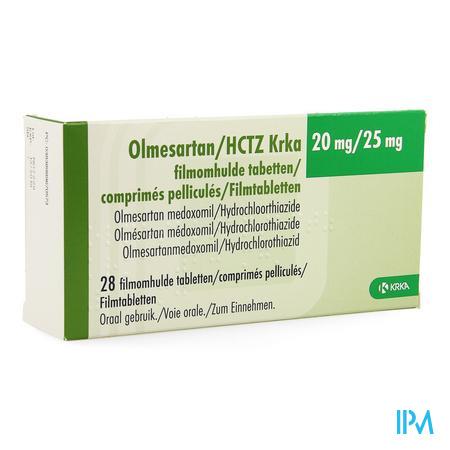 Olmesartan/HCTZ Krka 20 mg/25 mg
filmomhulde tabletten/
comprimés pelliculés/Filmtabletten
Olmesartan medoxomil/Hydrochloorthiazide
Olmésartan médoxomil/Hydrochlorothiazide
Olmesartanmedoxomil/Hydrochlorothiazid
28 filmomhulde tabletten/comprimés pelliculés/
Filmtabletten
Oraal gebruik./Voie orale./Zum Einnehmen.
KRKA
IPM